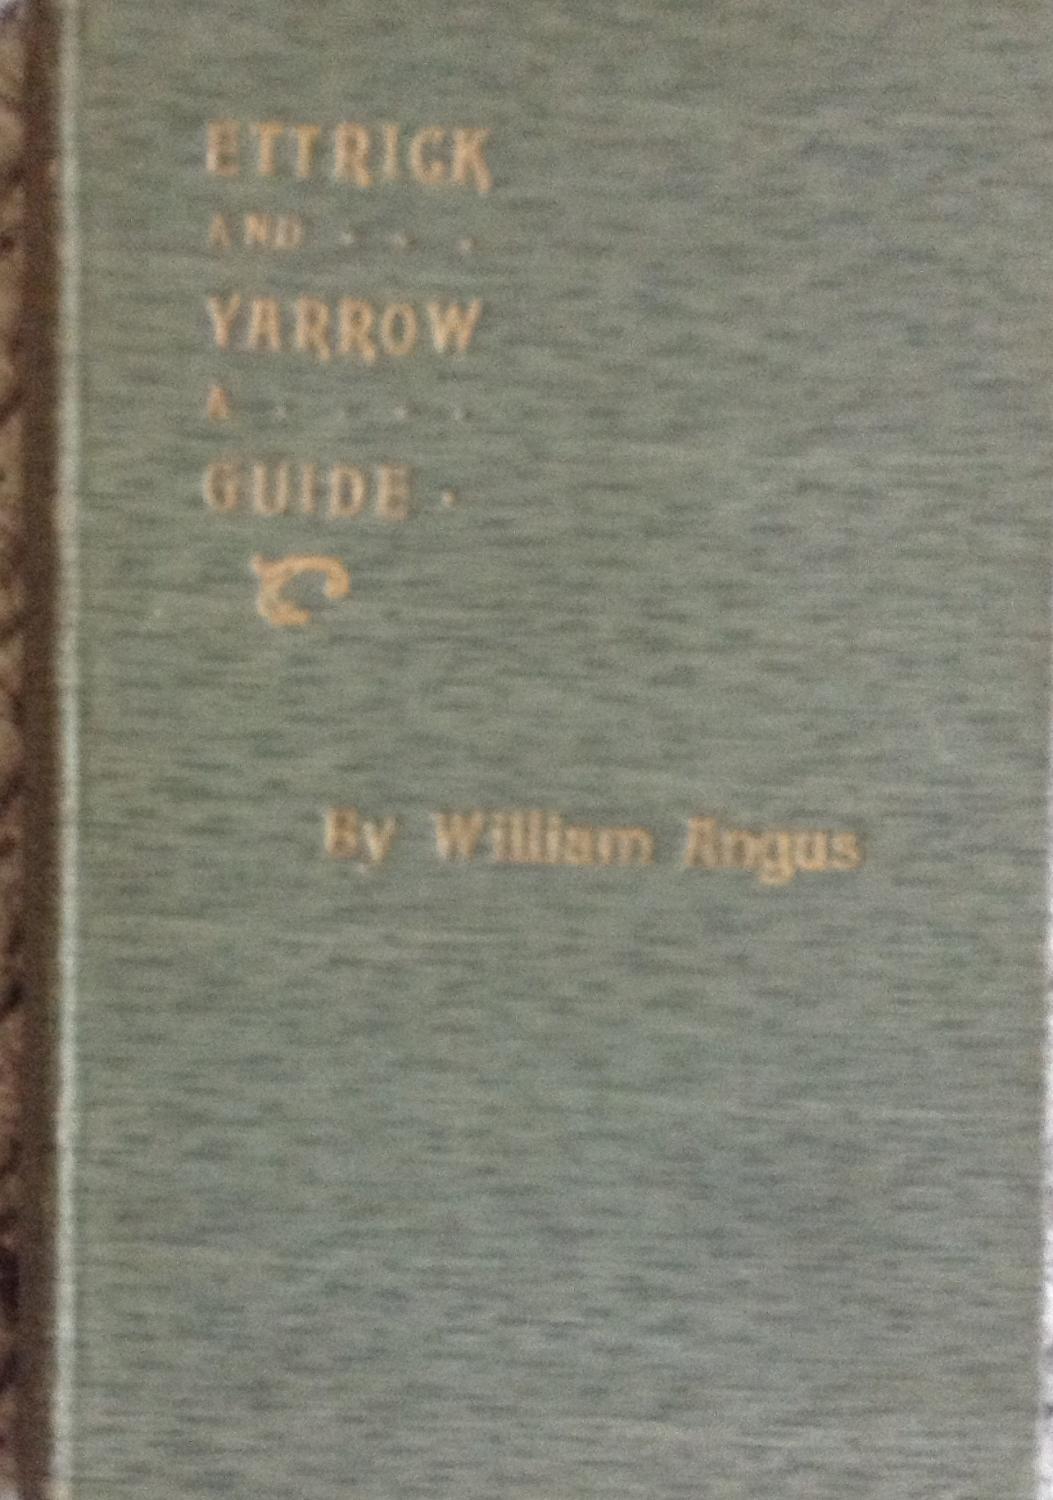 ETTRICK
AND . . .
YARROW
A . . . .
GUIDE .
By William Angus